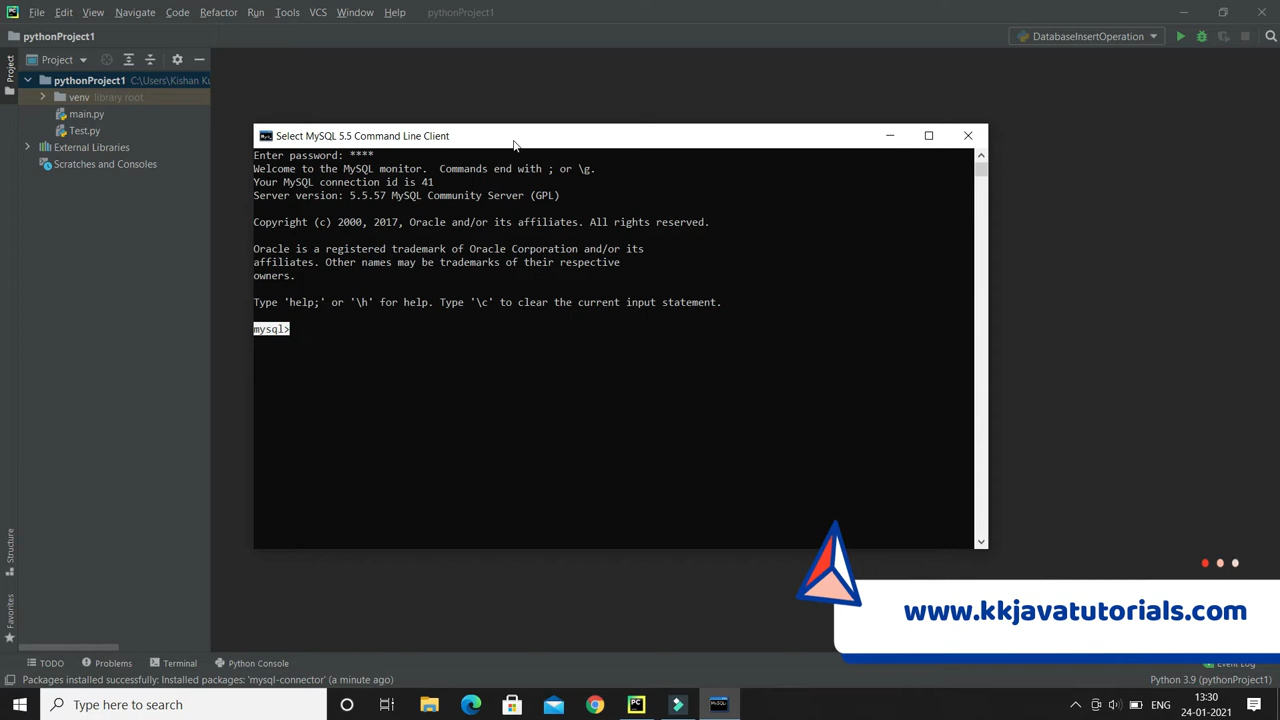 File Edit View Navigate Code Refactor Run Tools VCS Window Help pythonProject1
pythonProject1
DatabaseInsertOperation
Project
Project
pythonProject1 C:\Users\Kishan Ku
venv library root
main.py
Test.py
External Libraries
Scratches and Consoles
Select MySQL 5.5 Command Line Client
Enter password: ****
Welcome to the MySQL monitor.  Commands end with ; or \g.
Your MySQL connection id is 41
Server version: 5.5.57 MySQL Community Server (GPL)
Copyright (c) 2000, 2017, Oracle and/or its affiliates. All rights reserved.
Oracle is a registered trademark of Oracle Corporation and/or its
affiliates. Other names may be trademarks of their respective
owners.
Type 'help;' or '\h' for help. Type '\c' to clear the current input statement.
mysql>
Structure
Favorites
www.kkjavatutorials.com
TODO Problems Terminal Python Console Event Log
Packages installed successfully: Installed packages: 'mysql-connector' (a minute ago)
Python 3.9 (pythonProject1)
Type here to search
ENG
13:30
24-01-2021